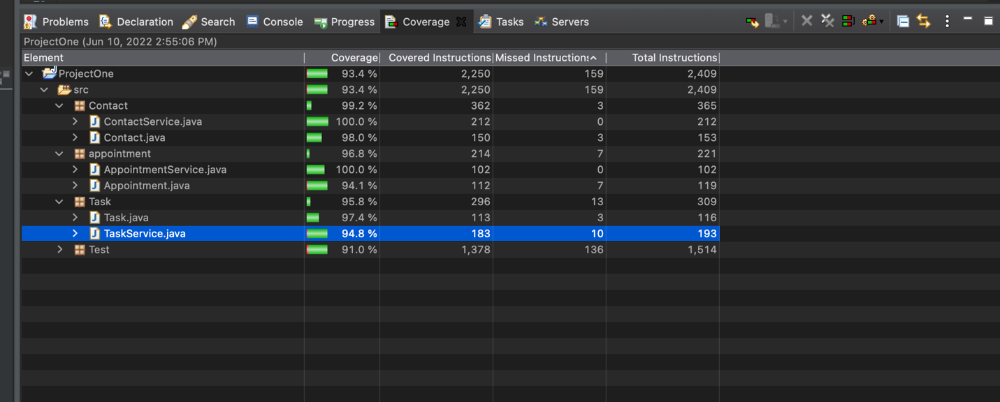 Problems Declaration Search Console Progress Coverage Tasks Servers
ProjectOne (Jun 10, 2022 2:55:06 PM)
Element Coverage Covered Instructions Missed Instructions Total Instructions
ProjectOne 93.4 % 2,250 159 2,409
src 93.4 % 2,250 159 2,409
Contact 99.2 % 362 3 365
ContactService.java 100.0 % 212 0 212
Contact.java 98.0 % 150 3 153
appointment 96.8 % 214 7 221
AppointmentService.java 100.0 % 102 0 102
Appointment.java 94.1 % 112 7 119
Task 95.8 % 296 13 309
Task.java 97.4 % 113 3 116
TaskService.java 94.8 % 183 10 193
Test 91.0 % 1,378 136 1,514